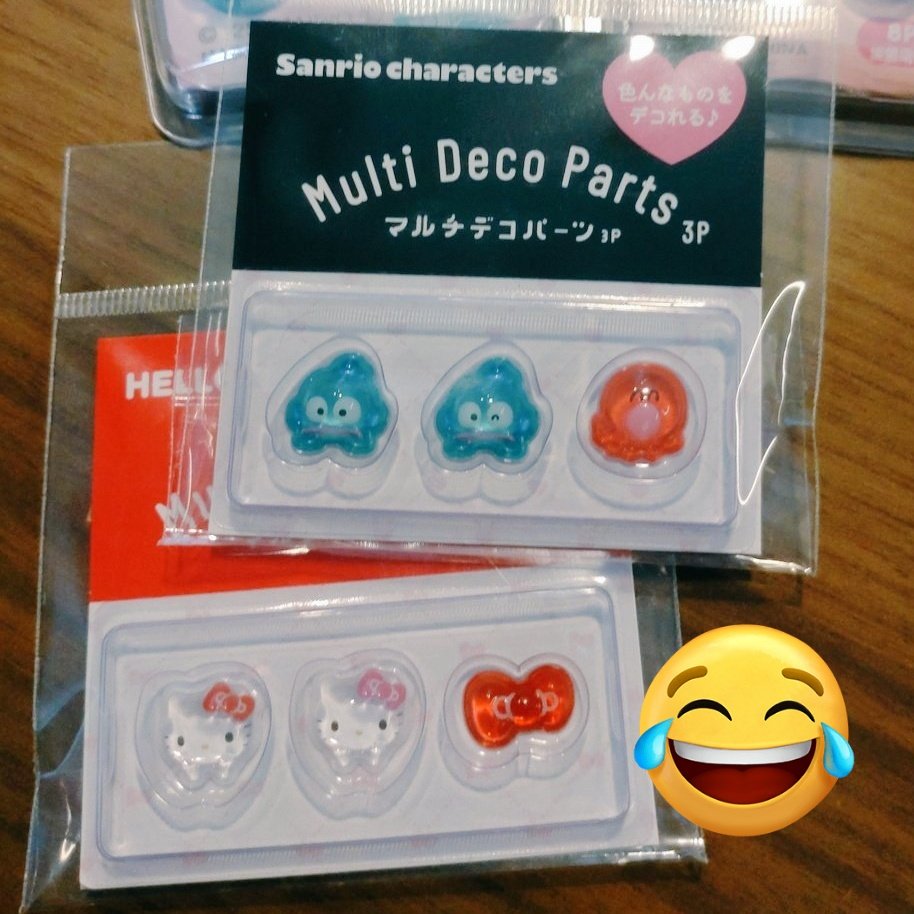 Sanrio characters
色んなものを
デコれる♪
Multi Deco Parts 3P
マルチデコパーツ 3P
HELLO